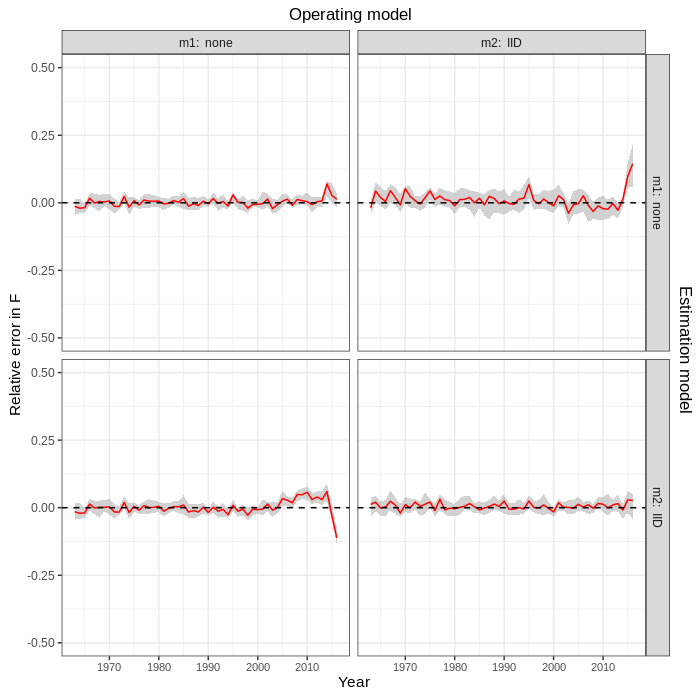 Operating model
m1: none
m2: IID
0.50
0.25
0.00
-0.25
-0.50
m1: none
0.50
0.25
0.00
-0.25
-0.50
m2: IID
Relative error in F
Estimation model
1970 1980 1990 2000 2010
1970 1980 1990 2000 2010
Year